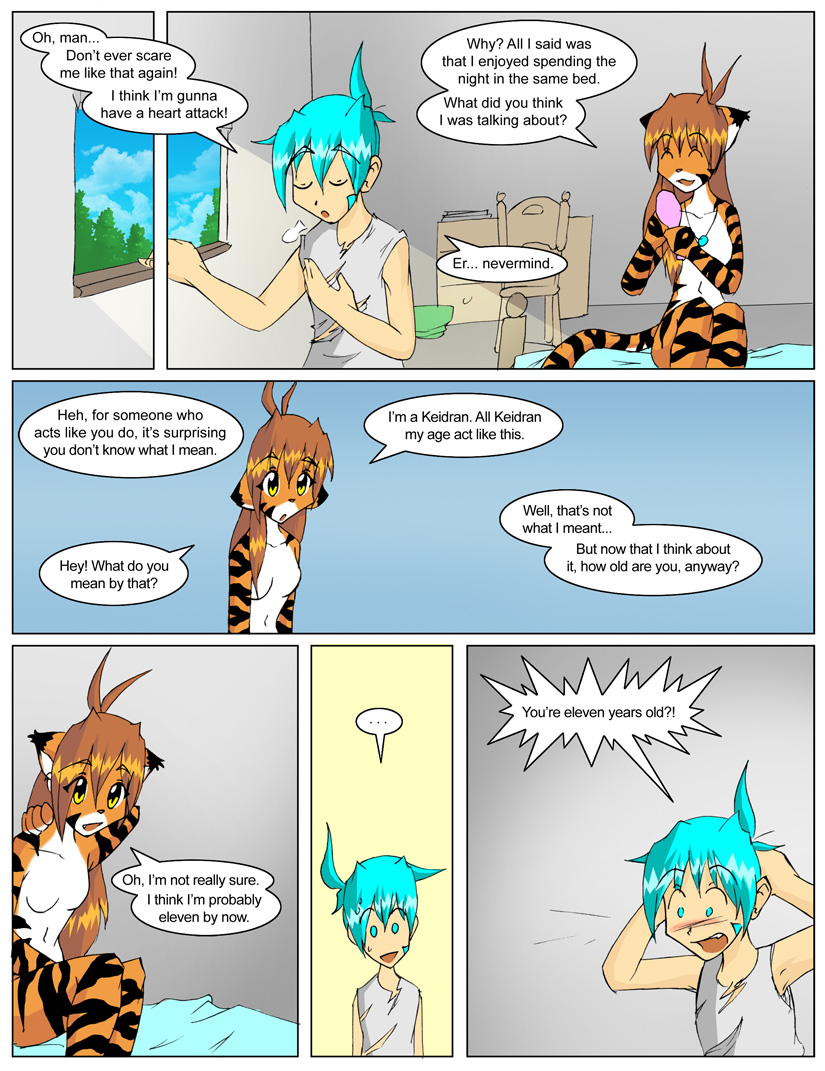 Oh, man...
Don't ever scare
me like that again!
I think I'm gunna
have a heart attack!
Why? All I said was
that I enjoyed spending the
night in the same bed.
What did you think
I was talking about?
Er... nevermind.
Heh, for someone who
acts like you do, it's surprising
you don't know what I mean.
I'm a Keidran. All Keidran
my age act like this.
Well, that's not
what I meant...
But now that I think about
it, how old are you, anyway?
Hey! What do you
mean by that?
Oh, I'm not really sure.
I think I'm probably
eleven by now.
...
You're eleven years old?!